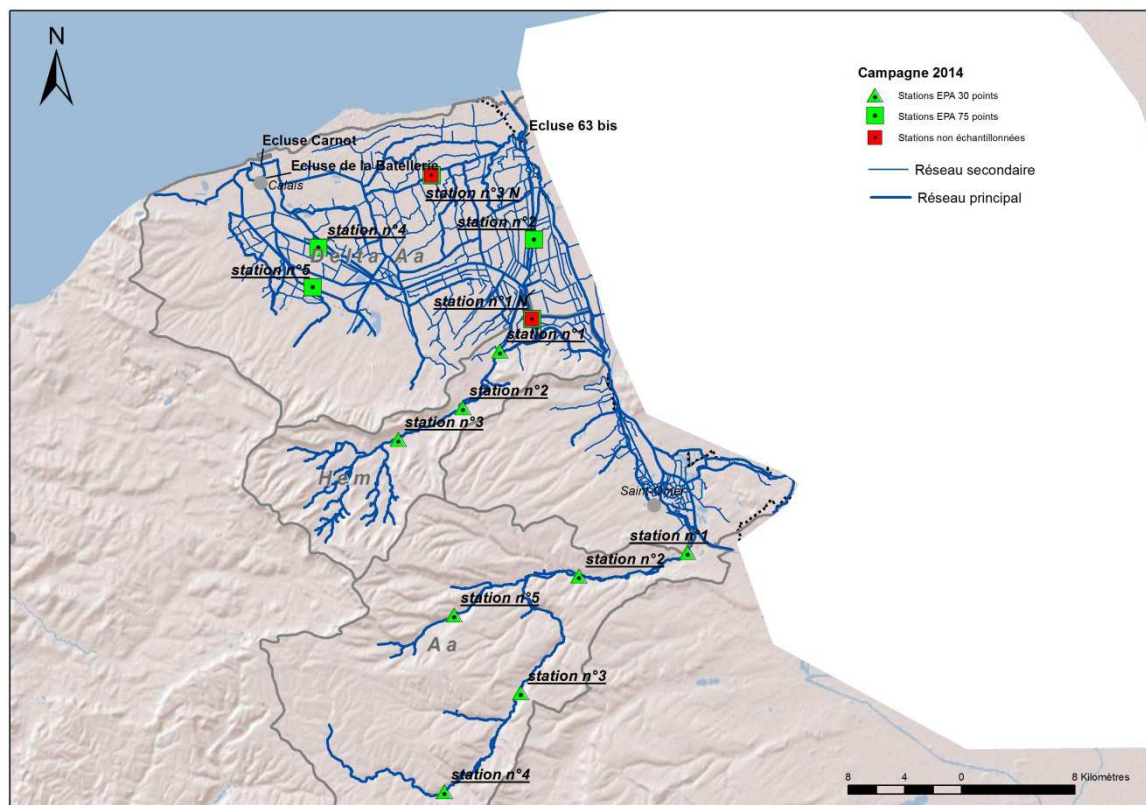 N
Campagne 2014
Stations EPA 30 points
Stations EPA 75 points
Stations non échantillonnées
Réseau secondaire
Réseau principal
Ecluse 63 bis
Ecluse Carnot
Ecluse de la Batellerie
Calais
station n°3 N
station n°2
station n°4
Delta Aa
station n°5
station n°1 N
station n°1
station n°2
station n°3
Hem
Saint-Omer
station n°1
station n°2
station n°5
Aa
station n°3
station n°4
8 4 0 8 Kilomètres